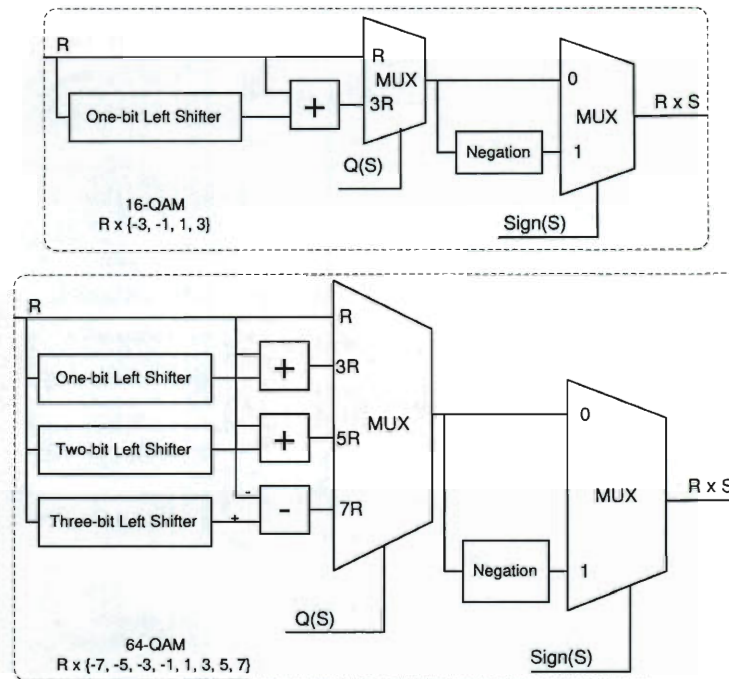 R
R
MUX
One-bit Left Shifter
+
3R
0
MUX
R x S
Negation
1
Q(S)
16-QAM
R x {-3, -1, 1, 3}
Sign(S)
R
R
One-bit Left Shifter
+
3R
MUX
0
Two-bit Left Shifter
+
5R
MUX
R x S
-
Three-bit Left Shifter
+
-
7R
Negation
1
Q(S)
64-QAM
R x {-7, -5, -3, -1, 1, 3, 5, 7}
Sign(S)